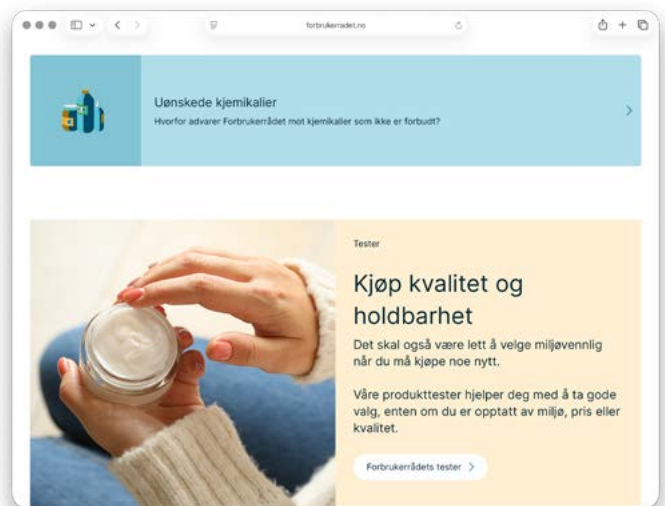 forbrukerradet.no
Uønskede kjemikalier
Hvorfor advarer Forbrukerrådet mot kjemikalier som ikke er forbudt?
Tester
Kjøp kvalitet og
holdbarhet
Det skal også være lett å velge miljøvennlig
når du må kjøpe noe nytt.
Våre produkttester hjelper deg med å ta gode
valg, enten om du er opptatt av miljø, pris eller
kvalitet.
Forbrukerrådets tester